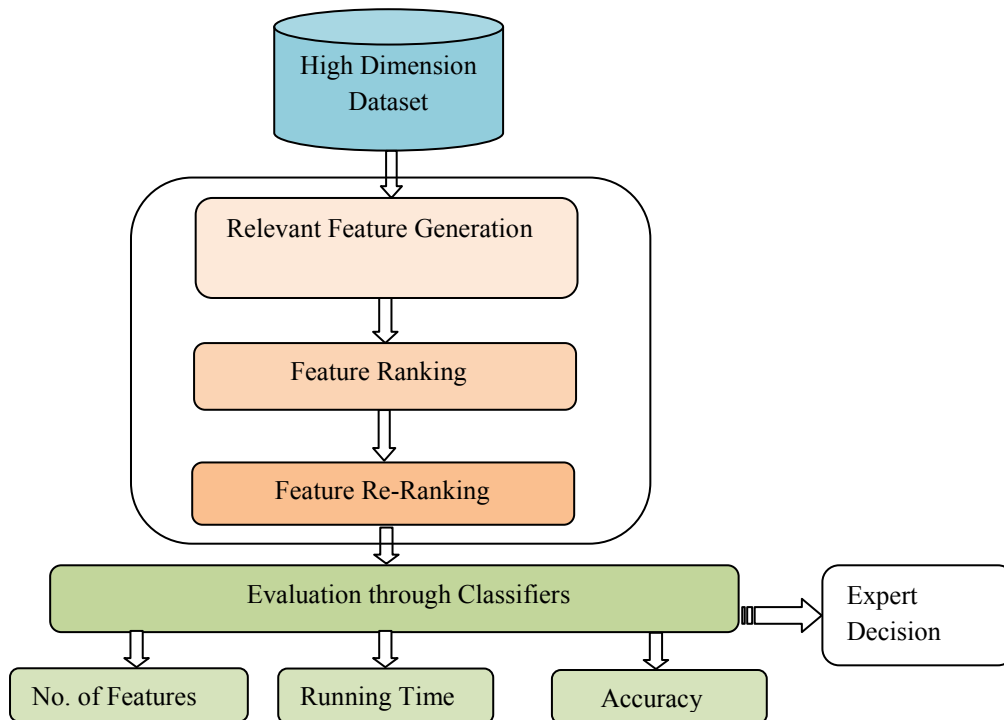 High Dimension
Dataset
Relevant Feature Generation
Feature Ranking
Feature Re-Ranking
Evaluation through Classifiers
Expert
Decision
No. of Features
Running Time
Accuracy